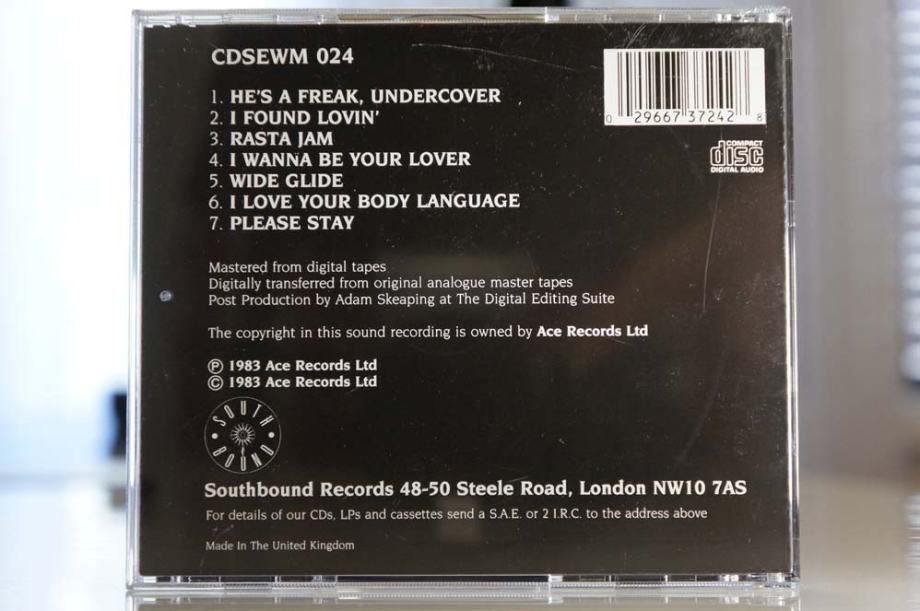 CDSEWM 024
1. HE'S A FREAK, UNDERCOVER
2. I FOUND LOVIN'
3. RASTA JAM
4. I WANNA BE YOUR LOVER
5. WIDE GLIDE
6. I LOVE YOUR BODY LANGUAGE
7. PLEASE STAY
0 29667 37242 8
COMPACT
disc
DIGITAL AUDIO
Mastered from digital tapes
Digitally transferred from original analogue master tapes
Post Production by Adam Skeaping at The Digital Editing Suite
The copyright in this sound recording is owned by Ace Records Ltd
Ⓟ 1983 Ace Records Ltd
© 1983 Ace Records Ltd
SOUTH
BOUND
Southbound Records 48-50 Steele Road, London NW10 7AS
For details of our CDs, LPs and cassettes send a S.A.E. or 2 I.R.C. to the address above
Made In The United Kingdom